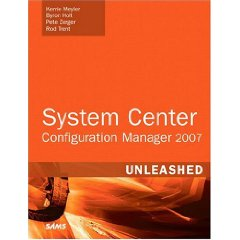 Kerrie Meyler
Byron Holt
Pete Zerger
Rod Trent
System Center
Configuration Manager 2007
UNLEASHED
SAMS